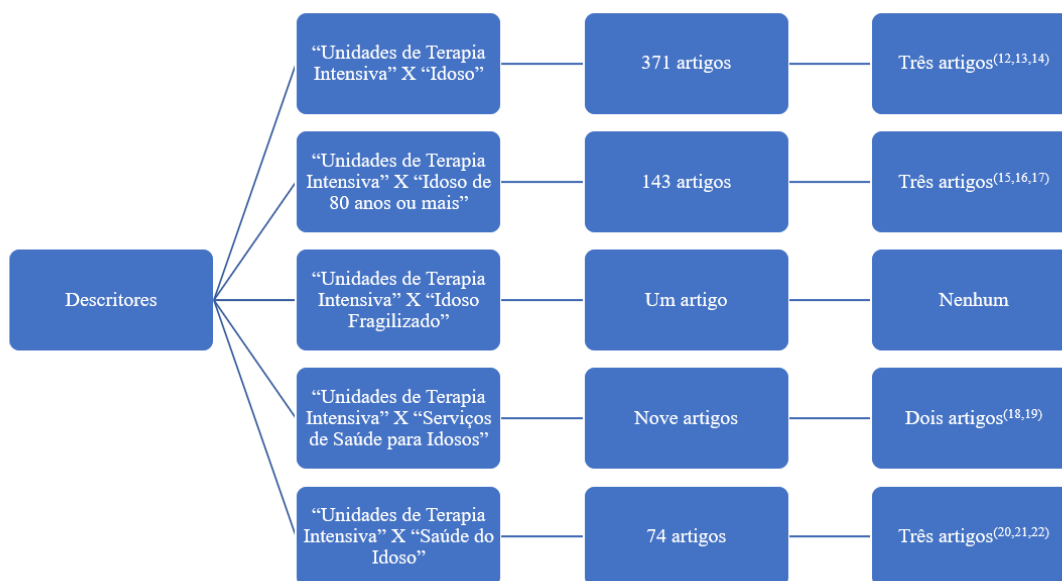 “Unidades de Terapia
Intensiva” X “Idoso”
371 artigos
Três artigos(12,13,14)
“Unidades de Terapia
Intensiva” X “Idoso de
80 anos ou mais”
143 artigos
Três artigos(15,16,17)
Descritores
“Unidades de Terapia
Intensiva” X “Idoso
Fragilizado”
Um artigo
Nenhum
“Unidades de Terapia
Intensiva” X “Serviços
de Saúde para Idosos”
Nove artigos
Dois artigos(18,19)
“Unidades de Terapia
Intensiva” X “Saúde do
Idoso”
74 artigos
Três artigos(20,21,22)